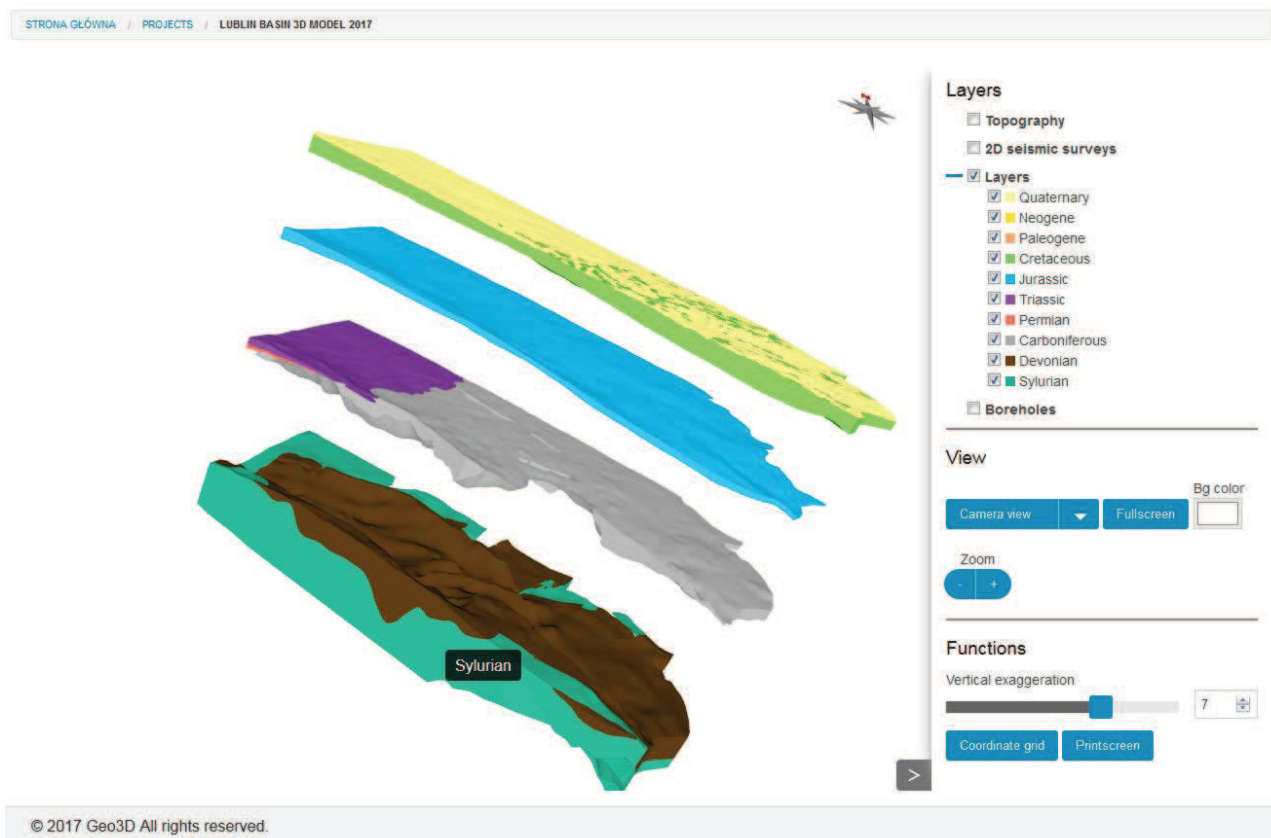 STRONA GŁÓWNA / PROJECTS / LUBLIN BASIN 3D MODEL 2017
Layers
Topography
2D seismic surveys
Layers
Quaternary
Neogene
Paleogene
Cretaceous
Jurassic
Triassic
Permian
Carboniferous
Devonian
Sylurian
Boreholes
View
Bg color
Camera view
Fullscreen
Zoom
- +
Sylurian
Functions
Vertical exaggeration
7
Coordinate grid
Printscreen
>
© 2017 Geo3D All rights reserved.